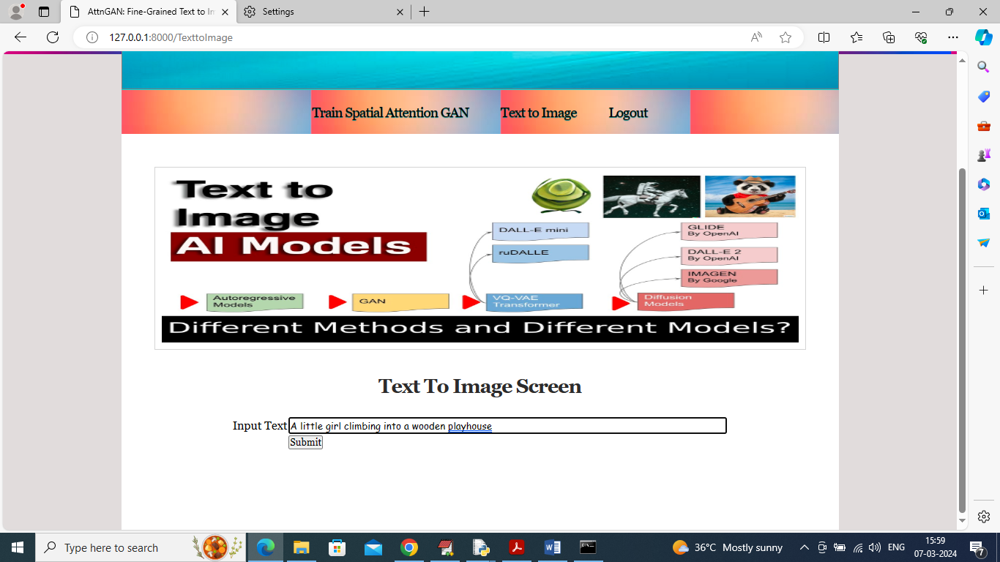 AttnGAN: Fine-Grained Text to In
Settings
127.0.0.1:8000/TexttoImage
Train Spatial Attention GAN Text to Image Logout
Text to
Image
AI Models
DALL-E mini
ruDALLE
GLIDE
By OpenAI
DALL-E 2
By OpenAI
IMAGEN
By Google
Autoregressive
Models
GAN
VQ-VAE
Transformer
Diffusion
Models
Different Methods and Different Models?
Text To Image Screen
Input Text A little girl climbing into a wooden playhouse
Submit
Type here to search
36°C Mostly sunny
ENG
15:59
07-03-2024
7